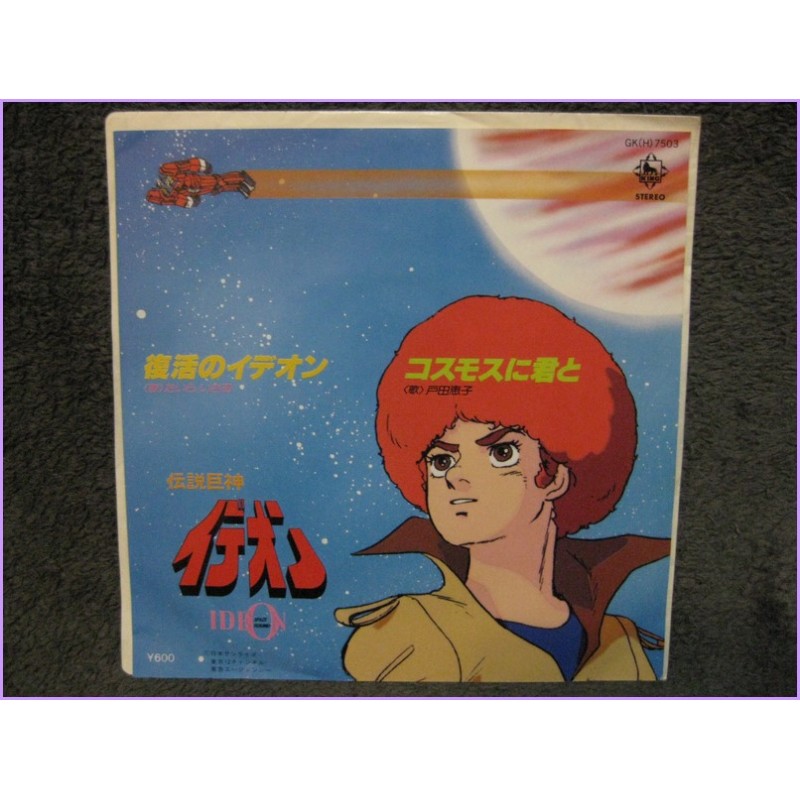 GK(H)7503
KING
STEREO
復活のイデオン
コスモスに君と
〈歌〉戸田恵子
伝説巨神
イデオン
IDEON
¥600